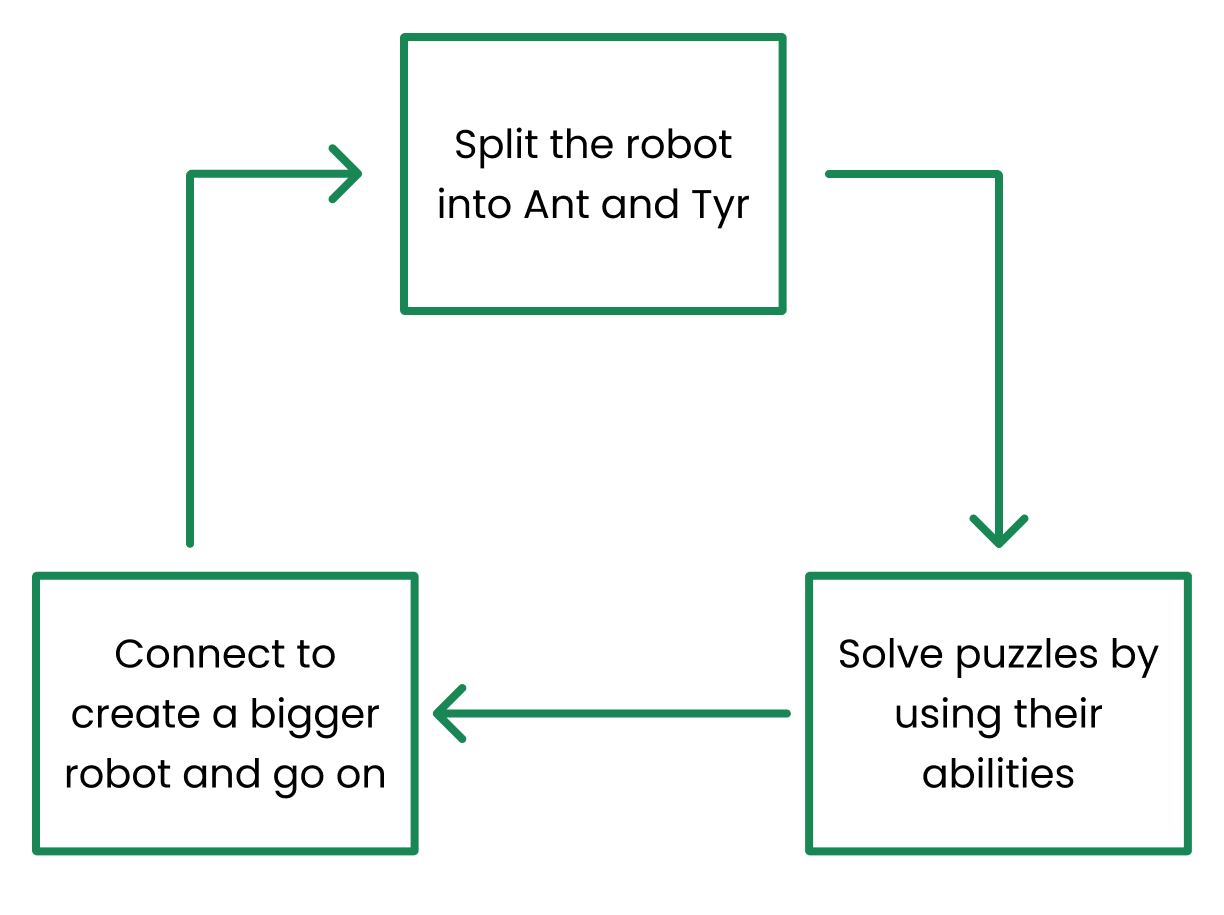 Split the robot
into Ant and Tyr
Solve puzzles by
using their
abilities
Connect to
create a bigger
robot and go on